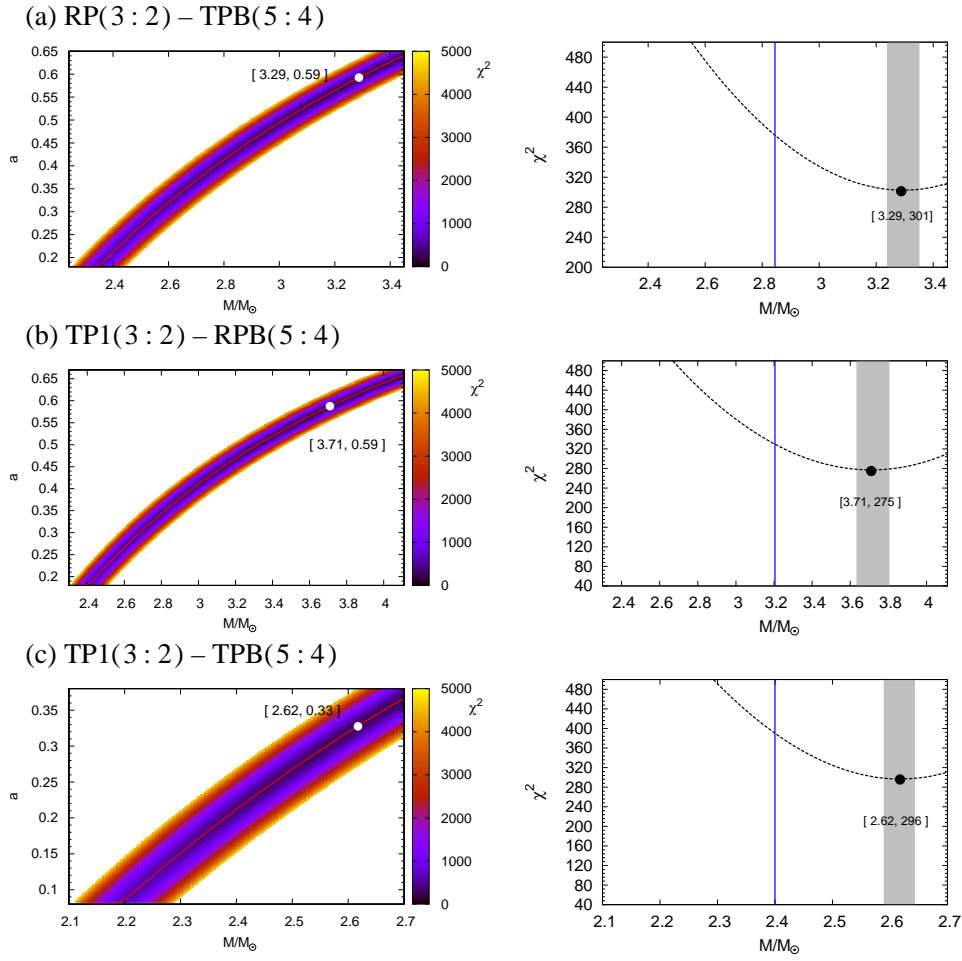 (a) RP(3 : 2) – TPB(5 : 4)
0.65
0.6
0.55
0.5
0.45
0.4
0.35
0.3
0.25
0.2
a
[ 3.29, 0.59 ]
2.4 2.6 2.8 3 3.2 3.4
M/M☉
5000
4000
3000
2000
1000
0
χ²
480
440
400
360
320
280
240
200
χ²
[ 3.29, 301]
2.4 2.6 2.8 3 3.2 3.4
M/M☉
(b) TP1(3 : 2) – RPB(5 : 4)
0.65
0.6
0.55
0.5
0.45
0.4
0.35
0.3
0.25
0.2
a
[ 3.71, 0.59 ]
2.4 2.6 2.8 3 3.2 3.4 3.6 3.8 4
M/M☉
5000
4000
3000
2000
1000
0
χ²
480
440
400
360
320
280
240
200
160
120
80
40
χ²
[3.71, 275 ]
2.4 2.6 2.8 3 3.2 3.4 3.6 3.8 4
M/M☉
(c) TP1(3 : 2) – TPB(5 : 4)
0.35
0.3
0.25
0.2
0.15
0.1
a
[ 2.62, 0.33 ]
2.1 2.2 2.3 2.4 2.5 2.6 2.7
M/M☉
5000
4000
3000
2000
1000
0
χ²
480
440
400
360
320
280
240
200
160
120
80
40
χ²
[ 2.62, 296 ]
2.1 2.2 2.3 2.4 2.5 2.6 2.7
M/M☉